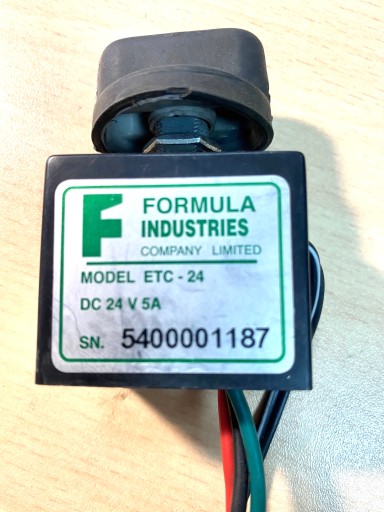 F
FORMULA
INDUSTRIES
COMPANY LIMITED
MODEL ETC - 24
DC 24 V 5A
SN. 5400001187